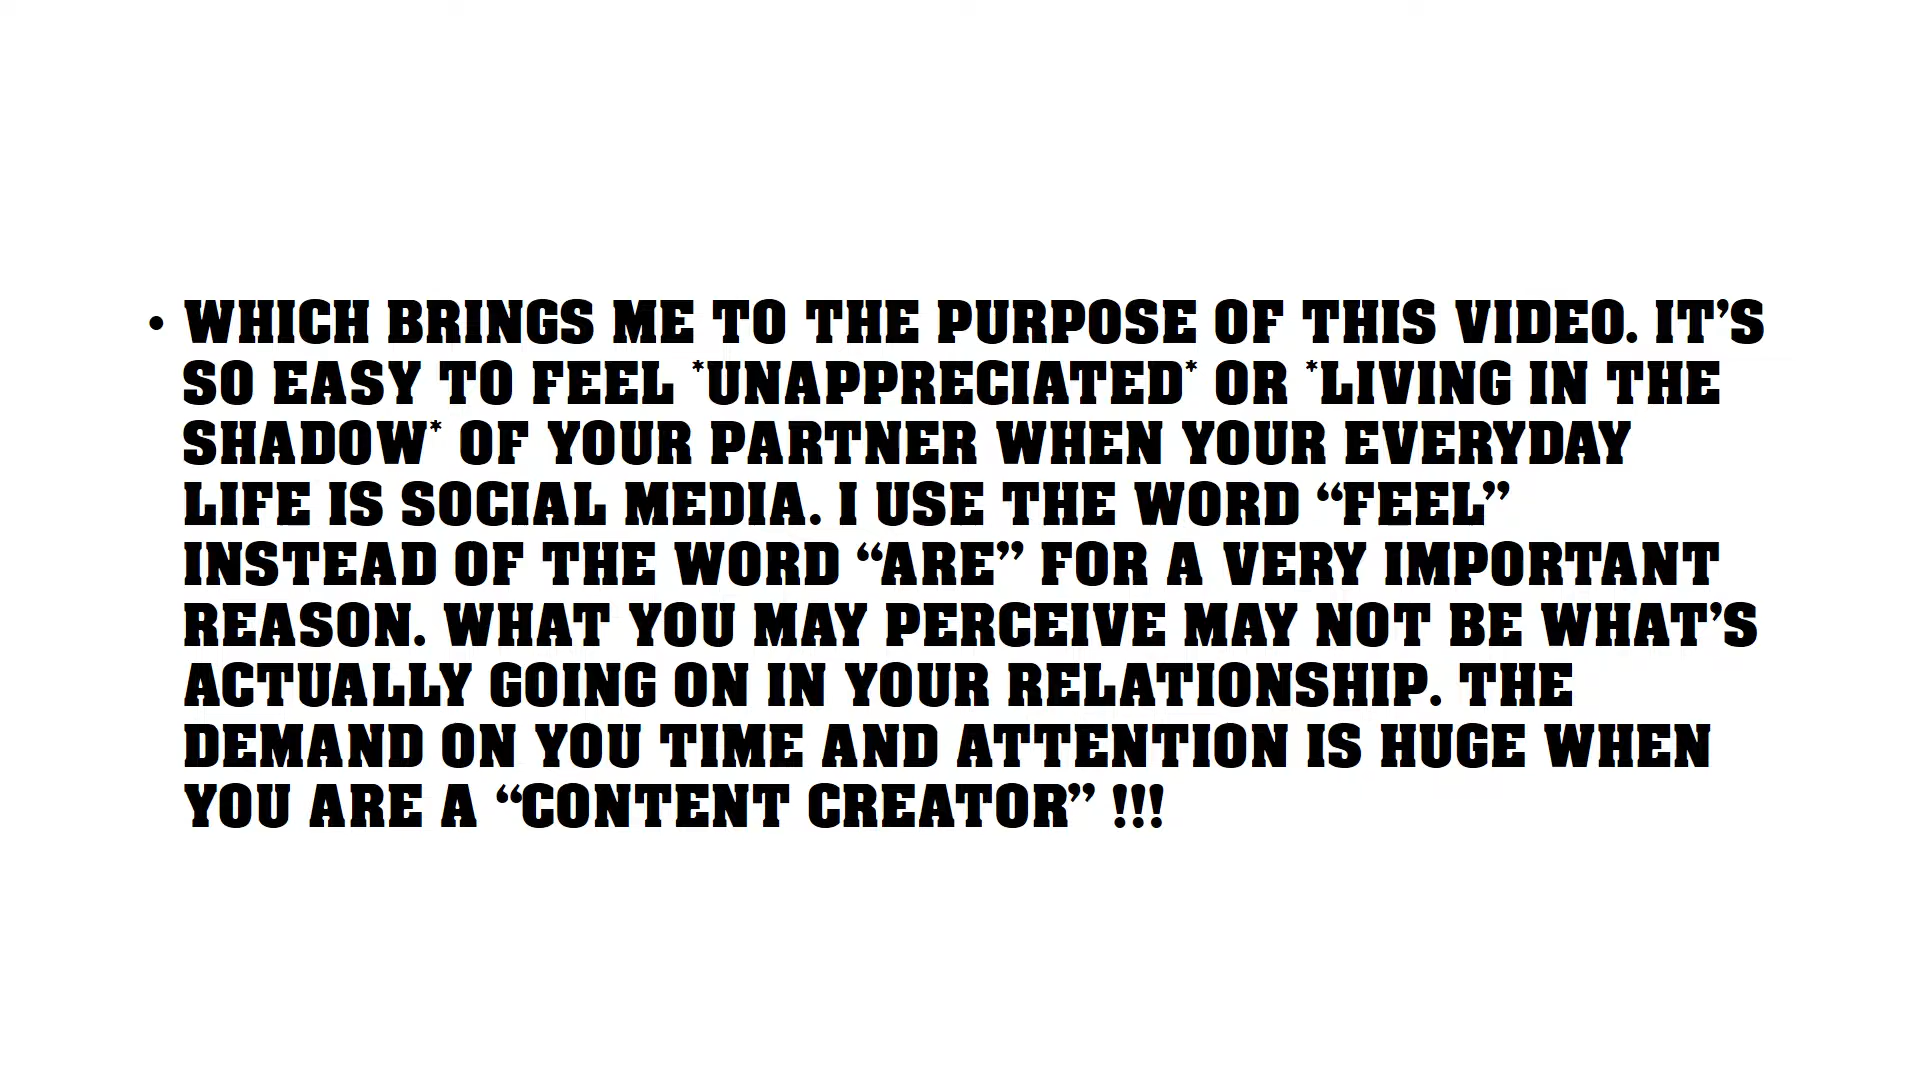 • WHICH BRINGS ME TO THE PURPOSE OF THIS VIDEO. IT’S
SO EASY TO FEEL *UNAPPRECIATED* OR *LIVING IN THE
SHADOW* OF YOUR PARTNER WHEN YOUR EVERYDAY
LIFE IS SOCIAL MEDIA. I USE THE WORD “FEEL”
INSTEAD OF THE WORD “ARE” FOR A VERY IMPORTANT
REASON. WHAT YOU MAY PERCEIVE MAY NOT BE WHAT’S
ACTUALLY GOING ON IN YOUR RELATIONSHIP. THE
DEMAND ON YOU TIME AND ATTENTION IS HUGE WHEN
YOU ARE A “CONTENT CREATOR” !!!